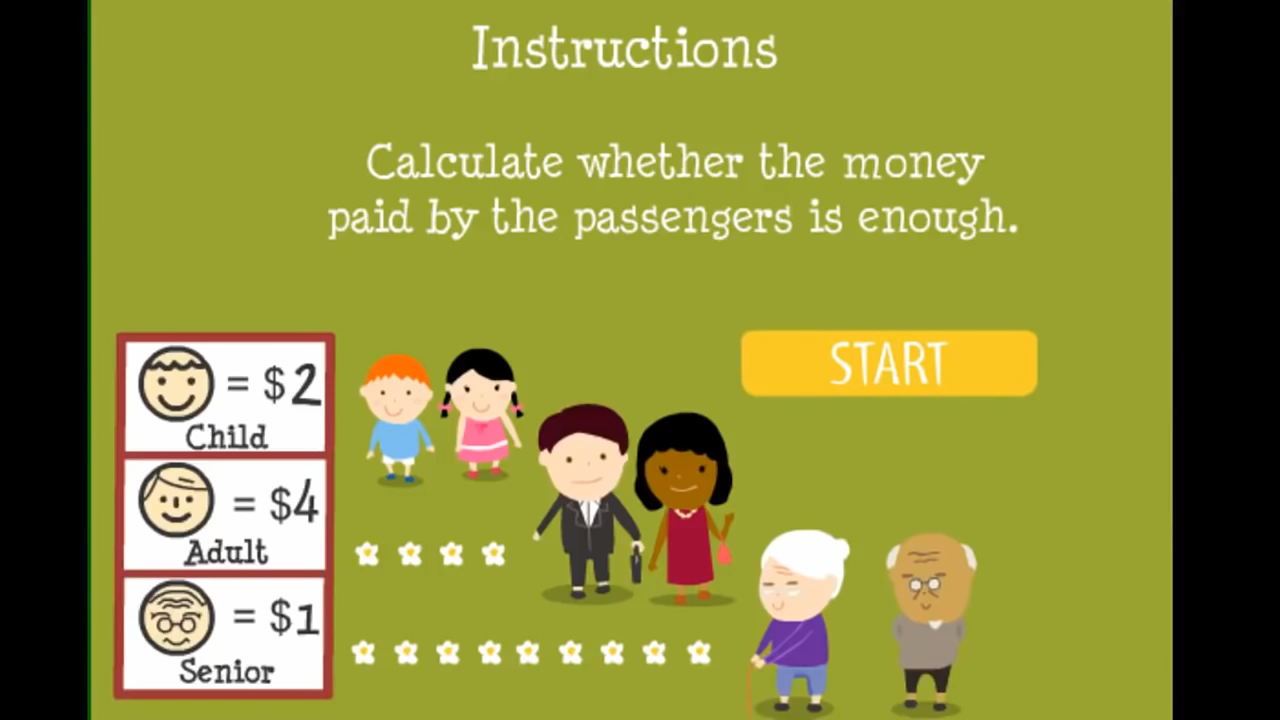 Instructions
Calculate whether the money
paid by the passengers is enough.
START
= $2
Child
= $4
Adult
= $1
Senior